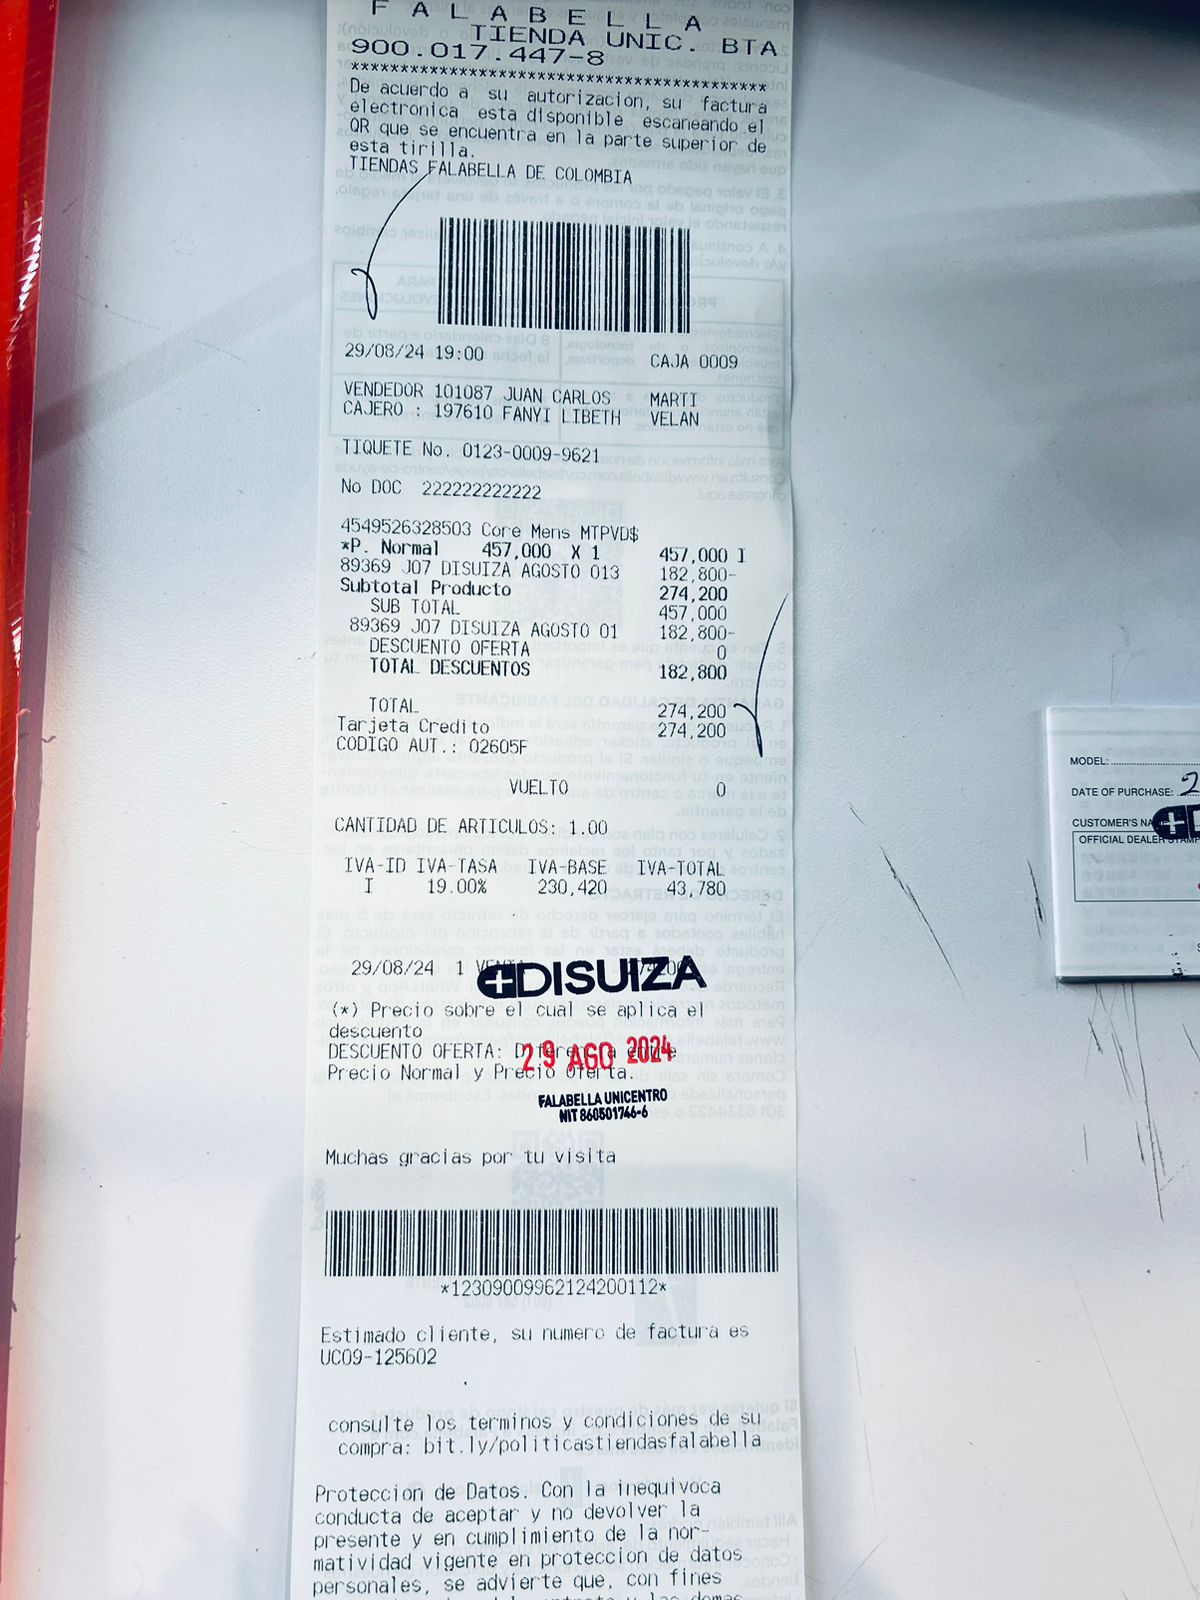 F A L A B E L L A
TIENDA UNIC. BTA
900.017.447-8
******************************************
De acuerdo a su autorizacion, su factura
electronica esta disponible escaneando el
QR que se encuentra en la parte superior de
esta tirilla.
TIENDAS FALABELLA DE COLOMBIA
29/08/24 19:00 CAJA 0009
VENDEDOR 101087 JUAN CARLOS MARTI
CAJERO : 197610 FANYI LIBETH VELAN
TIQUETE No. 0123-0009-9621
No DOC 222222222222
4549526328503 Core Mens MTPVD$
*P. Normal 457,000 X 1 457,000 I
89369 J07 DISUIZA AGOSTO 013 182,800-
Subtotal Producto 274,200
SUB TOTAL 457,000
89369 J07 DISUIZA AGOSTO 01 182,800-
DESCUENTO OFERTA 0
TOTAL DESCUENTOS 182,800
TOTAL 274,200
Tarjeta Credito 274,200
CODIGO AUT.: 02605F
VUELTO 0
CANTIDAD DE ARTICULOS: 1.00
IVA-ID IVA-TASA IVA-BASE IVA-TOTAL
I 19.00% 230,420 43,780
29/08/24 1
DISUIZA
(*) Precio sobre el cual se aplica el
descuento
DESCUENTO OFERTA: Diferencia entre
29 AGO 2024
Precio Normal y Precio Oferta.
FALABELLA UNICENTRO
NIT 860501746-6
Muchas gracias por tu visita
*12309009962124200112*
Estimado cliente, su numero de factura es
UC09-125602
consulte los terminos y condiciones de su
compra: bit.ly/politicastiendasfalabella
Proteccion de Datos. Con la inequivoca
conducta de aceptar y no devolver la
presente y en cumplimiento de la nor-
matividad vigente en proteccion de datos
personales, se advierte que, con fines
MODEL:
DATE OF PURCHASE: 2
CUSTOMER'S NA
OFFICIAL DEALER STAMP